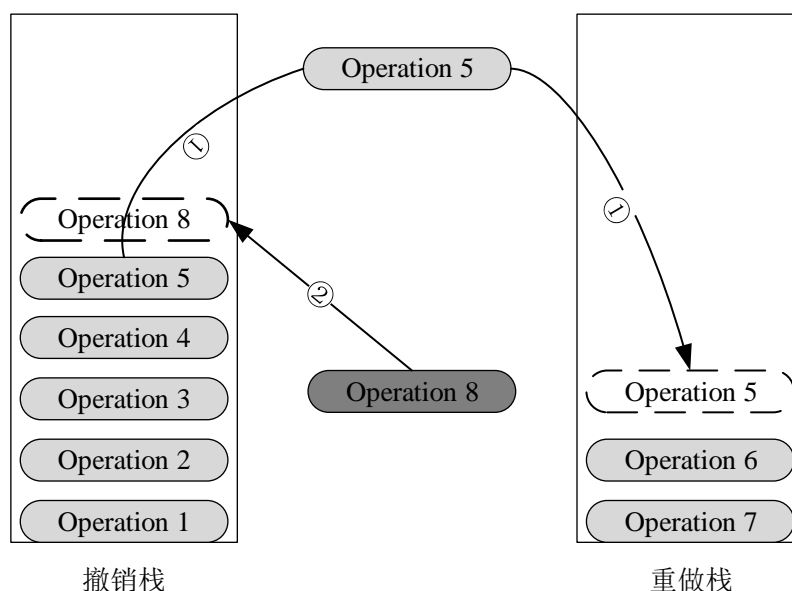 Operation 5
①
Operation 8
①
Operation 5
②
Operation 4
Operation 3
Operation 8
Operation 5
Operation 2
Operation 6
Operation 1
Operation 7
撤销栈
重做栈